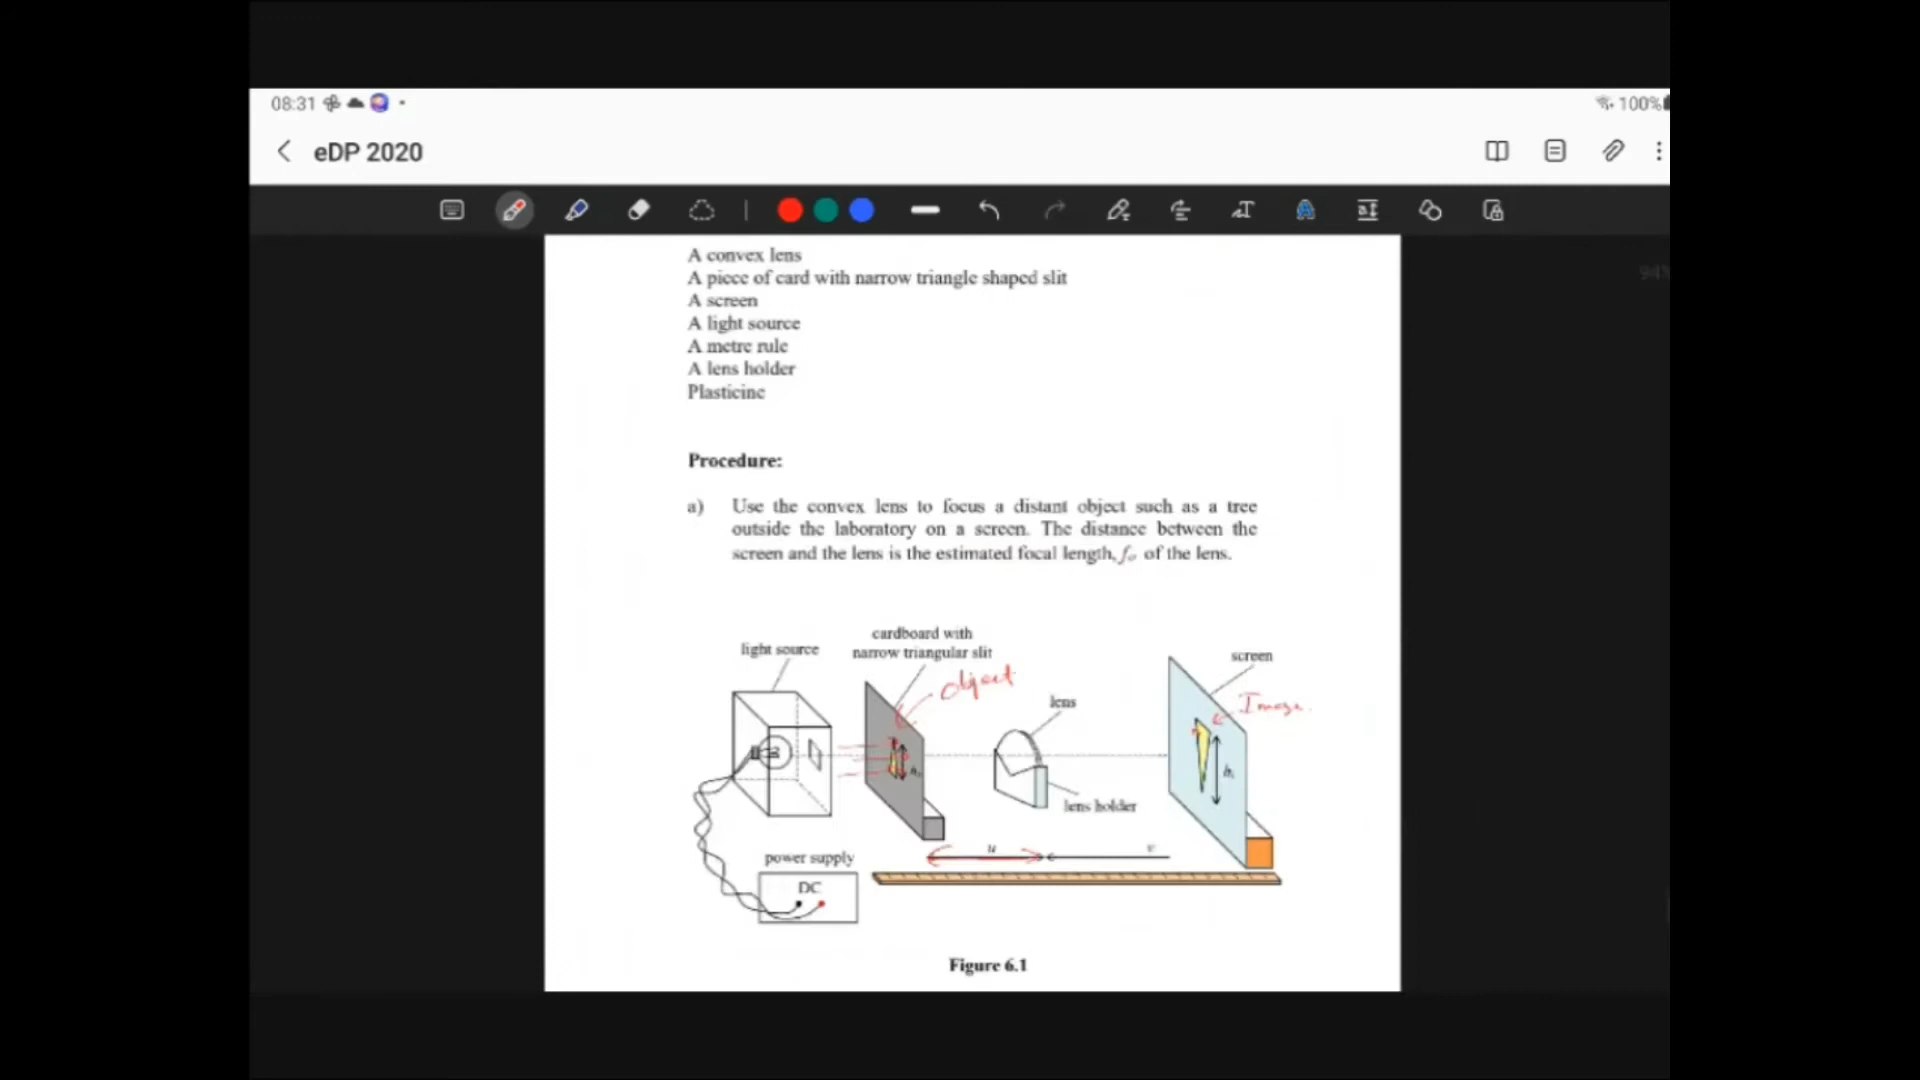 08:31
100%
eDP 2020
A convex lens
A piece of card with narrow triangle shaped slit
A screen
A light source
A metre rule
A lens holder
Plasticine
Procedure:
a) Use the convex lens to focus a distant object such as a tree
outside the laboratory on a screen. The distance between the
screen and the lens is the estimated focal length, fₒ of the lens.
cardboard with
narrow triangular slit
light source
screen
object
lens
Image.
hᵢ
lens holder
u
v
power supply
DC
Figure 6.1